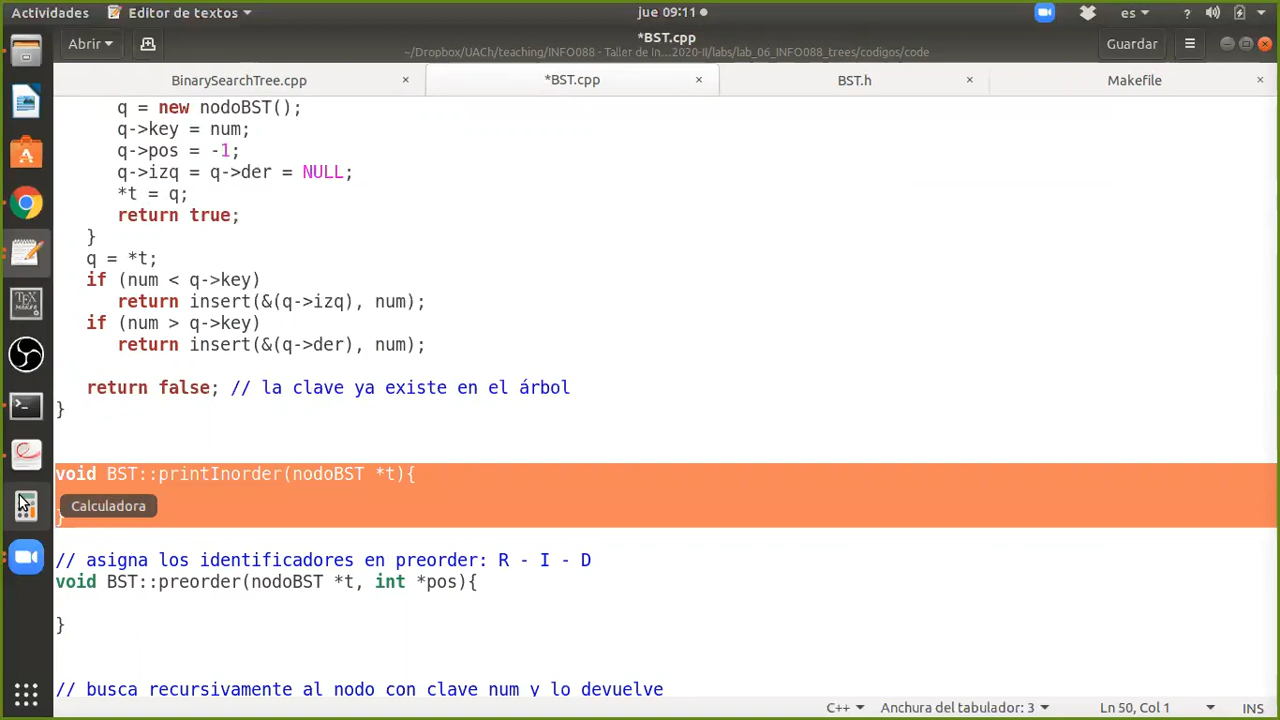 Actividades Editor de textos jue 09:11 es ?
Abrir *BST.cpp Guardar
~/Dropbox/UACh/teaching/INFO088 - Taller de In…2020-II/labs/lab_06_INFO088_trees/codigos/code
BinarySearchTree.cpp × *BST.cpp × BST.h × Makefile ×
q = new nodoBST();
q->key = num;
q->pos = -1;
q->izq = q->der = NULL;
*t = q;
return true;
}
q = *t;
if (num < q->key)
return insert(&(q->izq), num);
if (num > q->key)
return insert(&(q->der), num);
return false; // la clave ya existe en el árbol
}
void BST::printInorder(nodoBST *t){
Calculadora
}
// asigna los identificadores en preorder: R - I - D
void BST::preorder(nodoBST *t, int *pos){
}
// busca recursivamente al nodo con clave num y lo devuelve
C++ Anchura del tabulador: 3 Ln 50, Col 1 INS